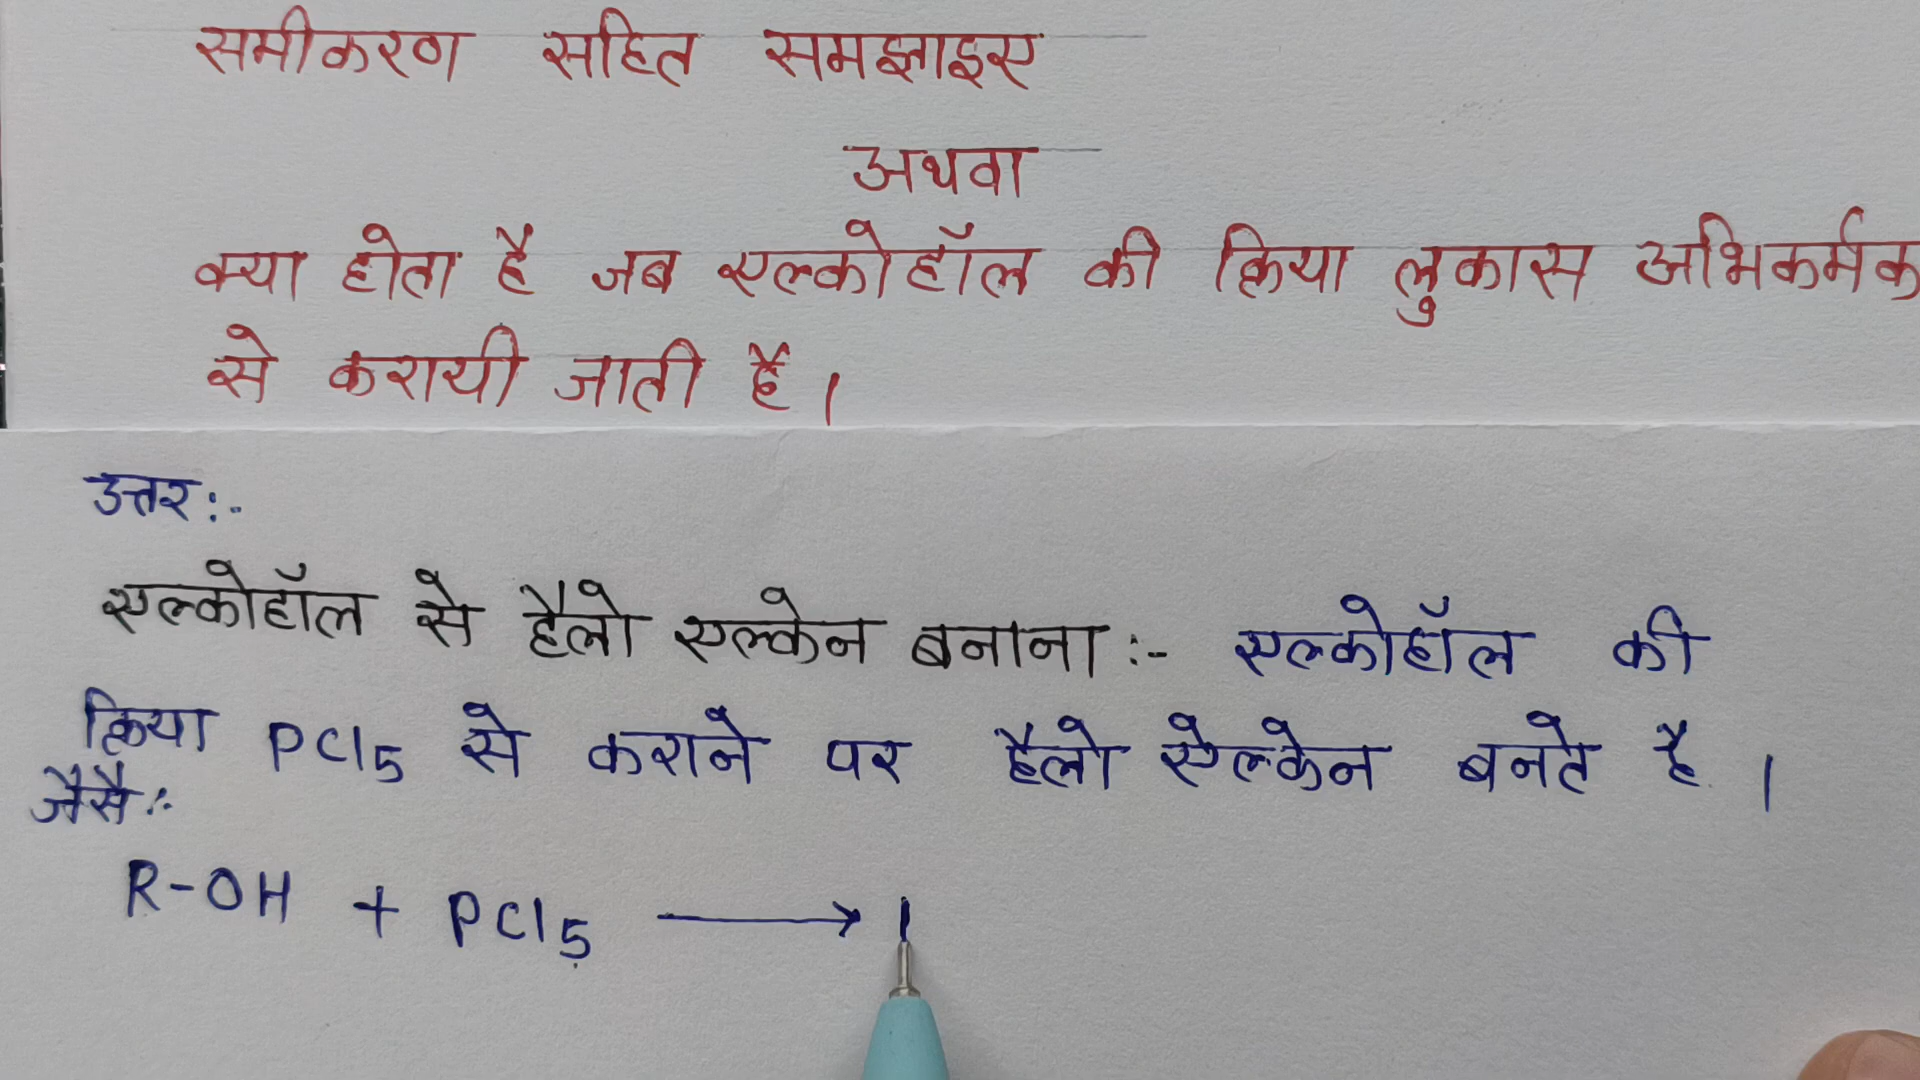 समीकरण सहित समझाइए
अथवा
क्या होता है जब एल्कोहॉल की क्रिया लुकास अभिकर्मक
से करायी जाती है।
उत्तर:-
एल्कोहॉल से हैलो एल्केन बनाना:- एल्कोहॉल की
क्रिया PCl₅ से कराने पर हैलो ऐल्केन बनते है।
जैसै:-
R-OH + PCl₅ ⟶